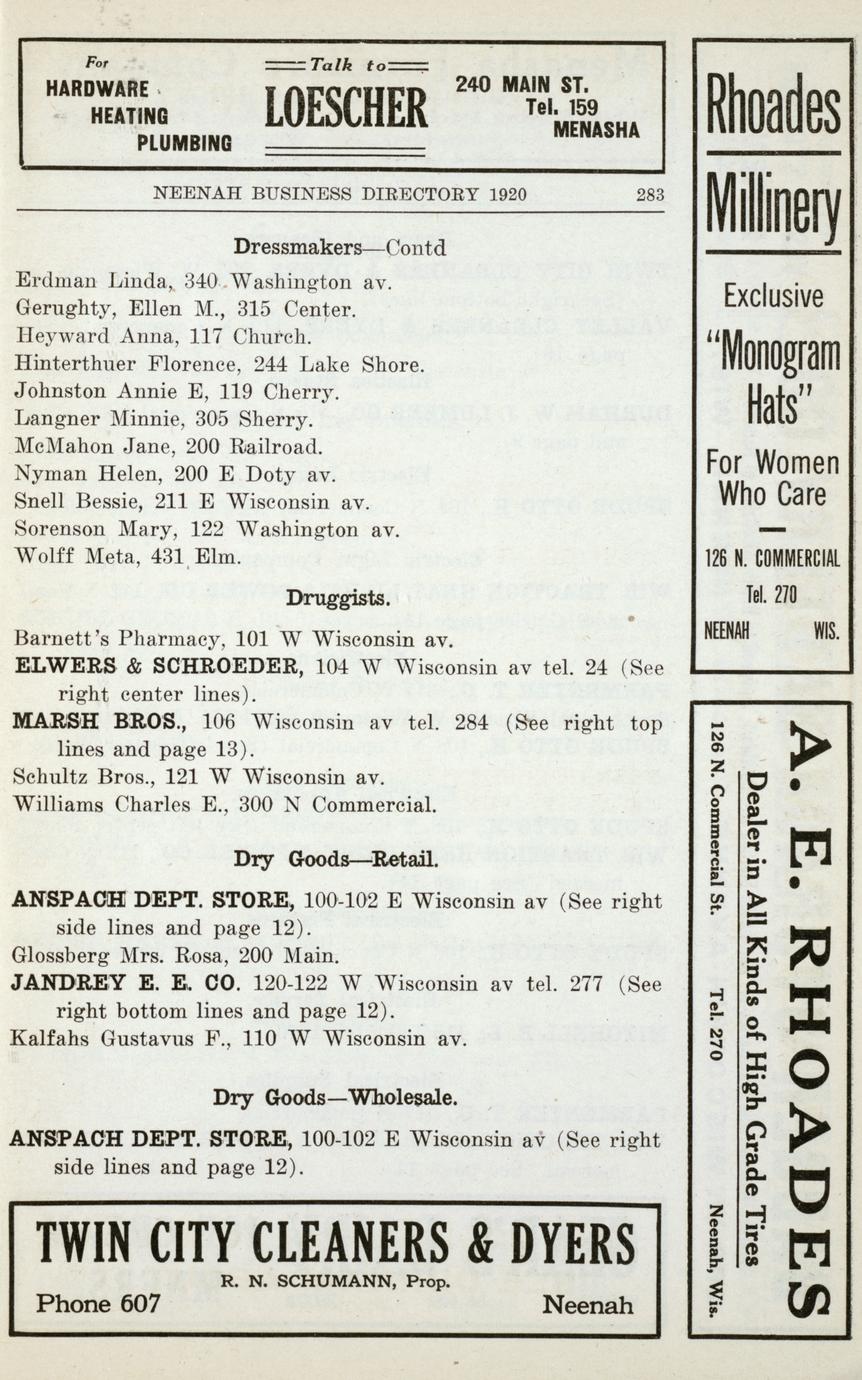 For
HARDWARE
HEATING
PLUMBING
Talk to
LOESCHER
240 MAIN ST.
Tel. 159
MENASHA
NEENAH BUSINESS DIRECTORY 1920 283
Dressmakers—Contd
Erdman Linda, 340 Washington av.
Gerughty, Ellen M., 315 Center.
Heyward Anna, 117 Church.
Hinterthuer Florence, 244 Lake Shore.
Johnston Annie E, 119 Cherry.
Langner Minnie, 305 Sherry.
McMahon Jane, 200 Railroad.
Nyman Helen, 200 E Doty av.
Snell Bessie, 211 E Wisconsin av.
Sorenson Mary, 122 Washington av.
Wolff Meta, 431 Elm.
Druggists.
Barnett's Pharmacy, 101 W Wisconsin av.
ELWERS & SCHROEDER, 104 W Wisconsin av tel. 24 (See
right center lines).
MARSH BROS., 106 Wisconsin av tel. 284 (See right top
lines and page 13).
Schultz Bros., 121 W Wisconsin av.
Williams Charles E., 300 N Commercial.
Dry Goods—Retail.
ANSPACH DEPT. STORE, 100-102 E Wisconsin av (See right
side lines and page 12).
Glossberg Mrs. Rosa, 200 Main.
JANDREY E. E. CO. 120-122 W Wisconsin av tel. 277 (See
right bottom lines and page 12).
Kalfahs Gustavus F., 110 W Wisconsin av.
Dry Goods—Wholesale.
ANSPACH DEPT. STORE, 100-102 E Wisconsin av (See right
side lines and page 12).
TWIN CITY CLEANERS & DYERS
R. N. SCHUMANN, Prop.
Phone 607 Neenah
Rhoades
Millinery
Exclusive
"Monogram
Hats"
For Women
Who Care
126 N. COMMERCIAL
Tel. 270
NEENAH WIS.
A. E. RHOADES
Dealer in All Kinds of High Grade Tires
126 N. Commercial St. Tel. 270 Neenah, Wis.